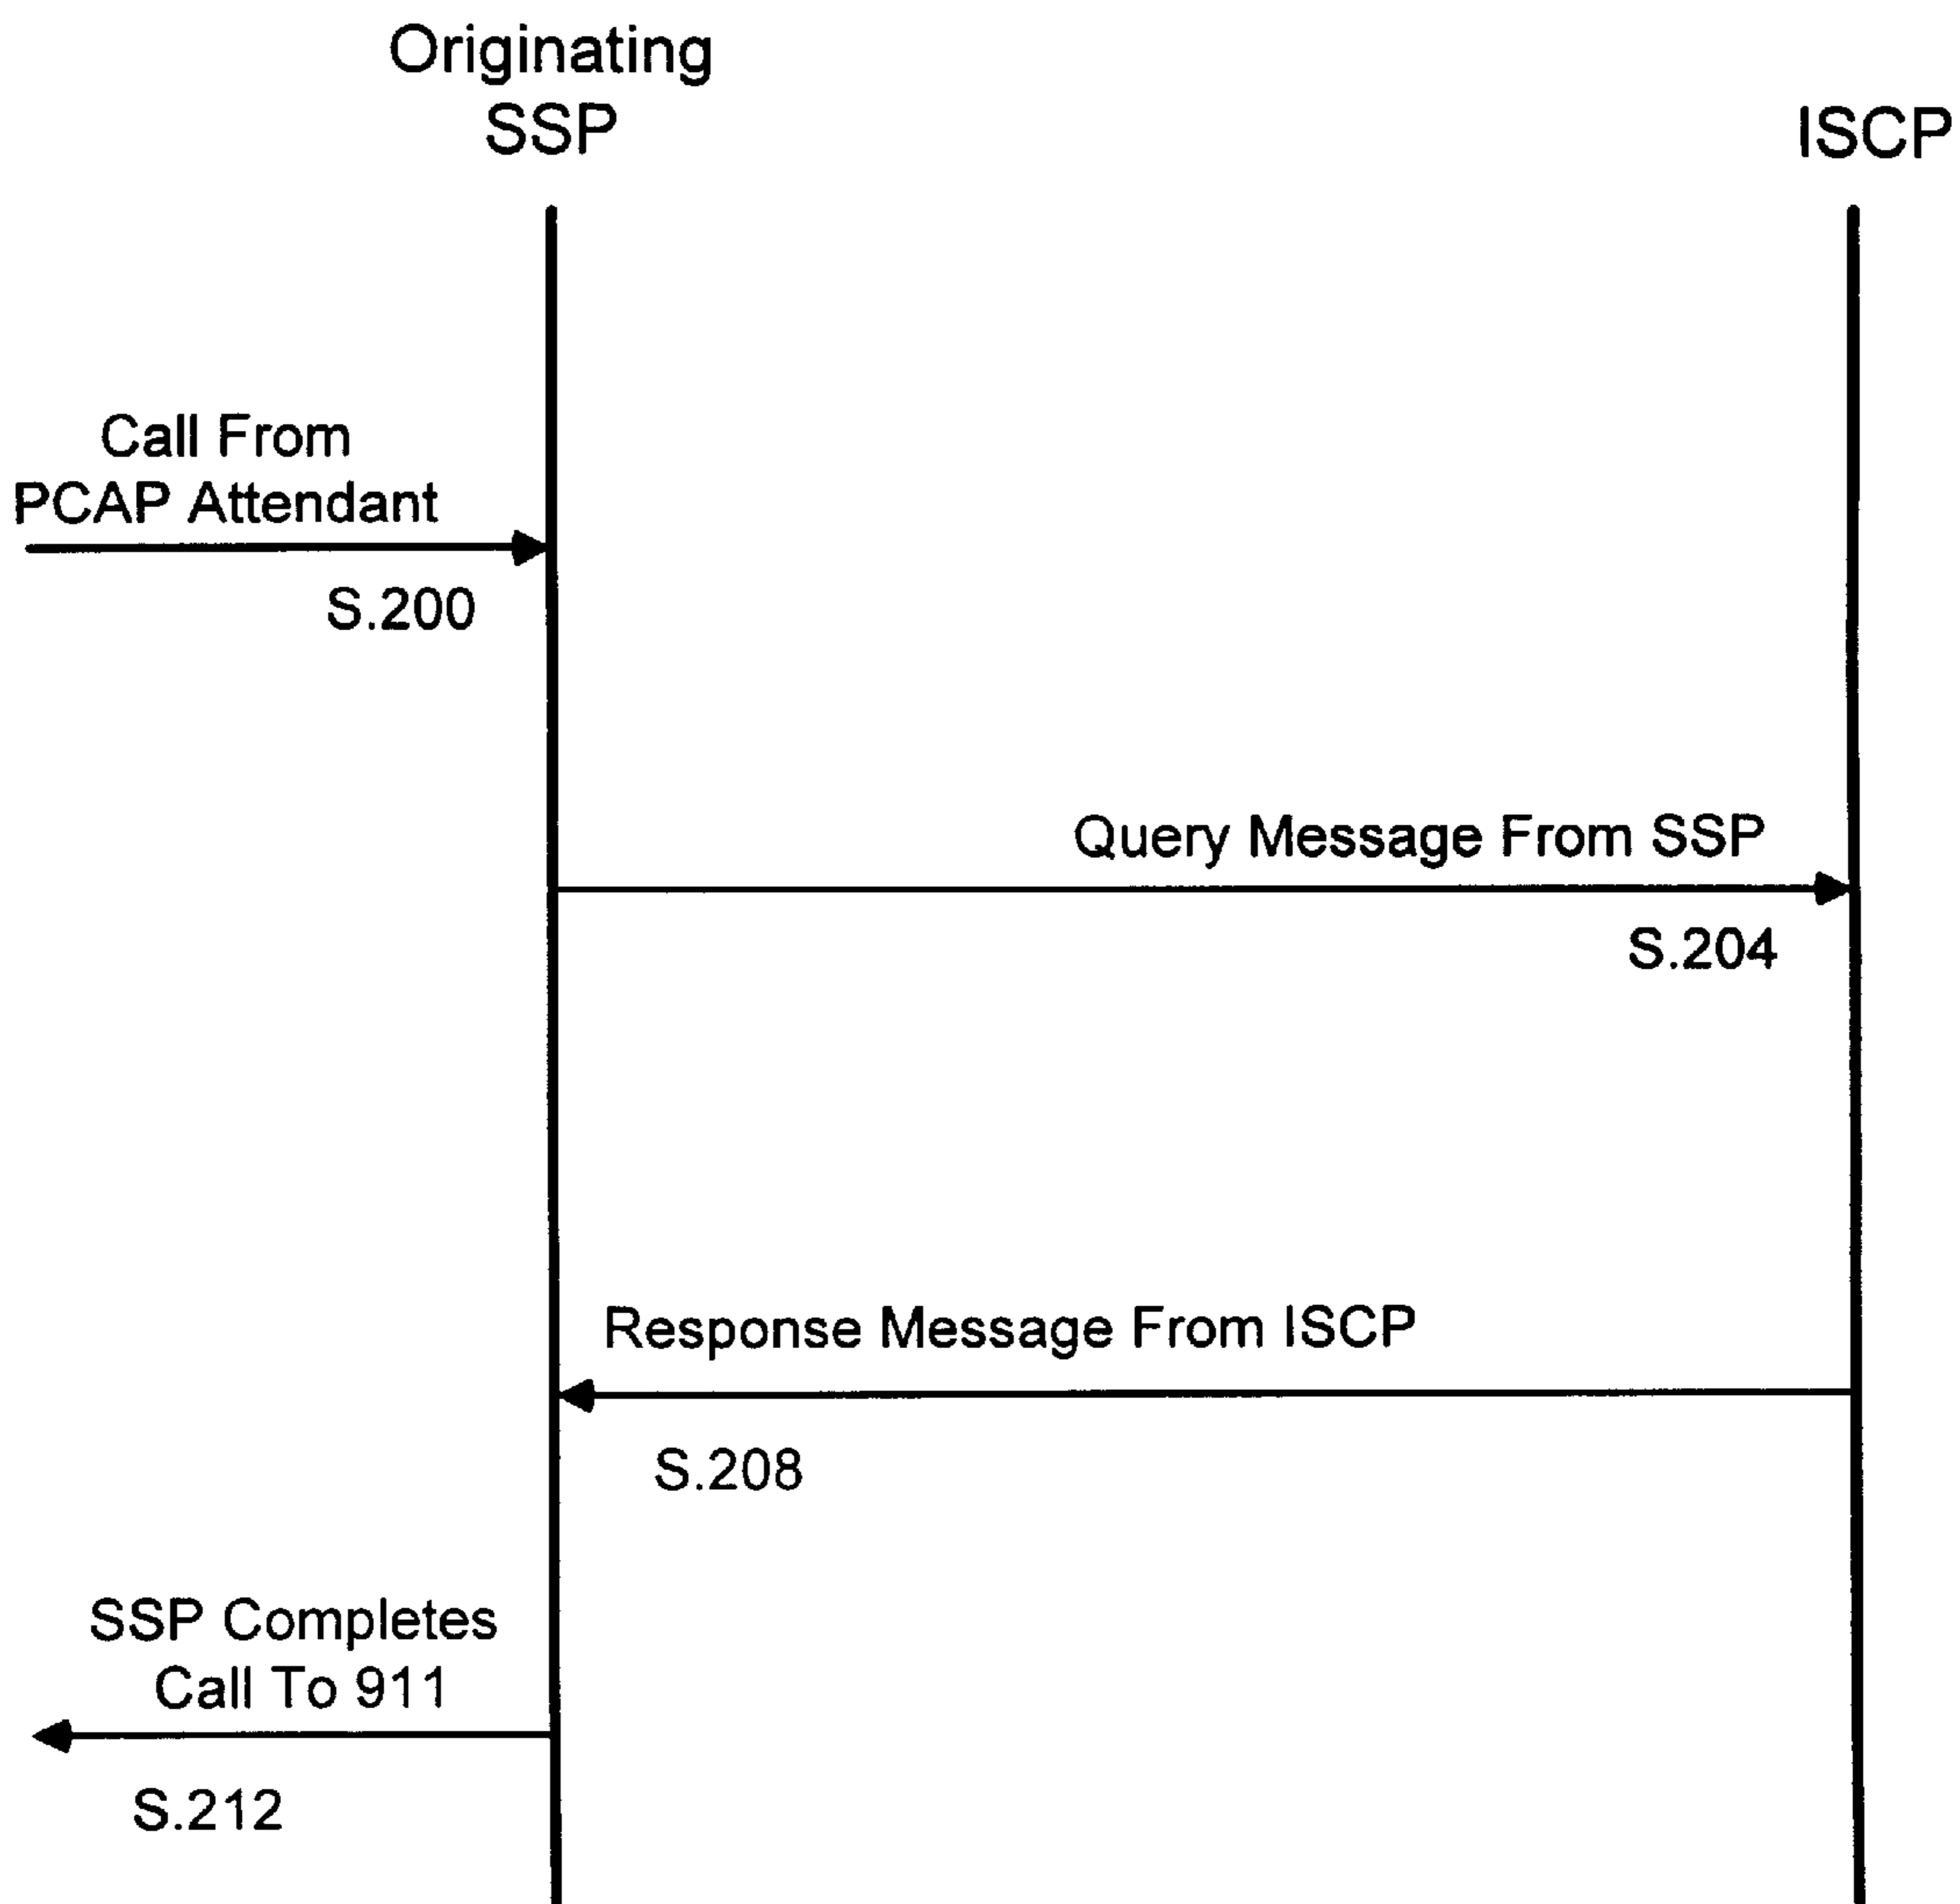 Originating
SSP
ISCP
Call From
PCAP Attendant
S.200
Query Message From SSP
S.204
Response Message From ISCP
S.208
SSP Completes
Call To 911
S.212